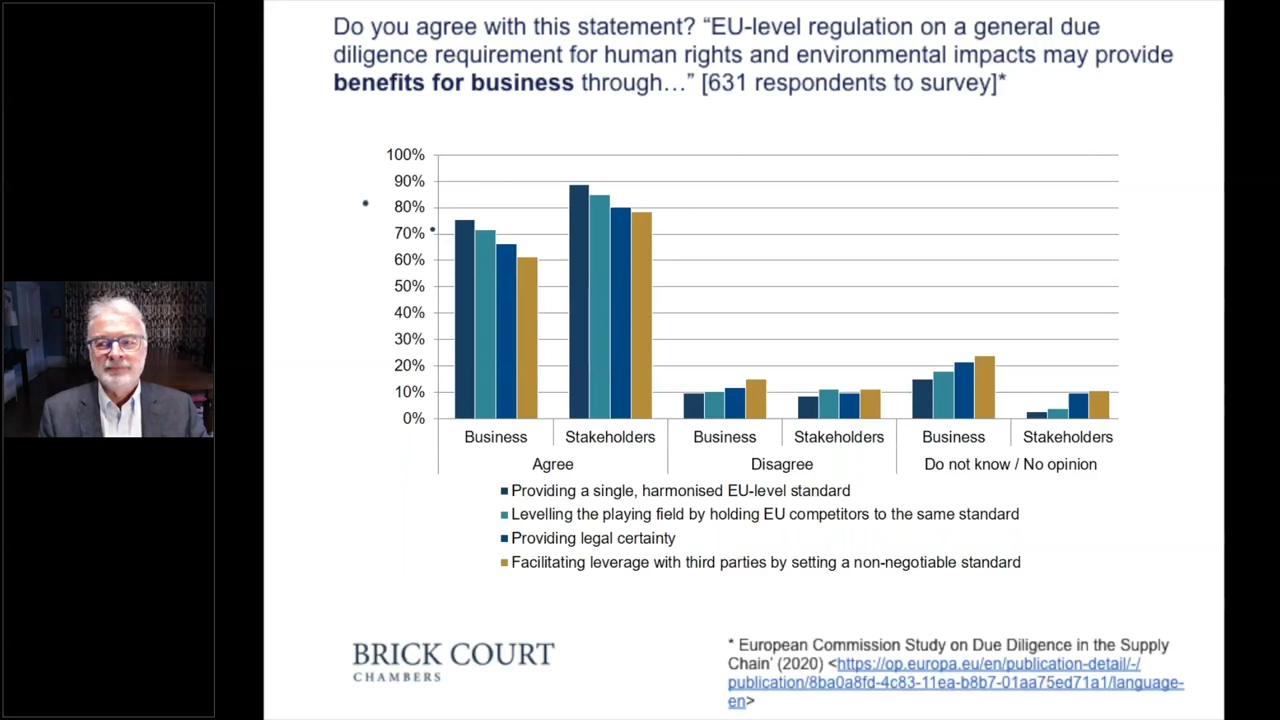 Do you agree with this statement? “EU-level regulation on a general due
diligence requirement for human rights and environmental impacts may provide
benefits for business through…” [631 respondents to survey]*
100%
90%
80%
70%
60%
50%
40%
30%
20%
10%
0%
Business Stakeholders Business Stakeholders Business Stakeholders
Agree Disagree Do not know / No opinion
Providing a single, harmonised EU-level standard
Levelling the playing field by holding EU competitors to the same standard
Providing legal certainty
Facilitating leverage with third parties by setting a non-negotiable standard
BRICK COURT
CHAMBERS
* European Commission Study on Due Diligence in the Supply
Chain’ (2020) <https://op.europa.eu/en/publication-detail/-/
publication/8ba0a8fd-4c83-11ea-b8b7-01aa75ed71a1/language-
en>